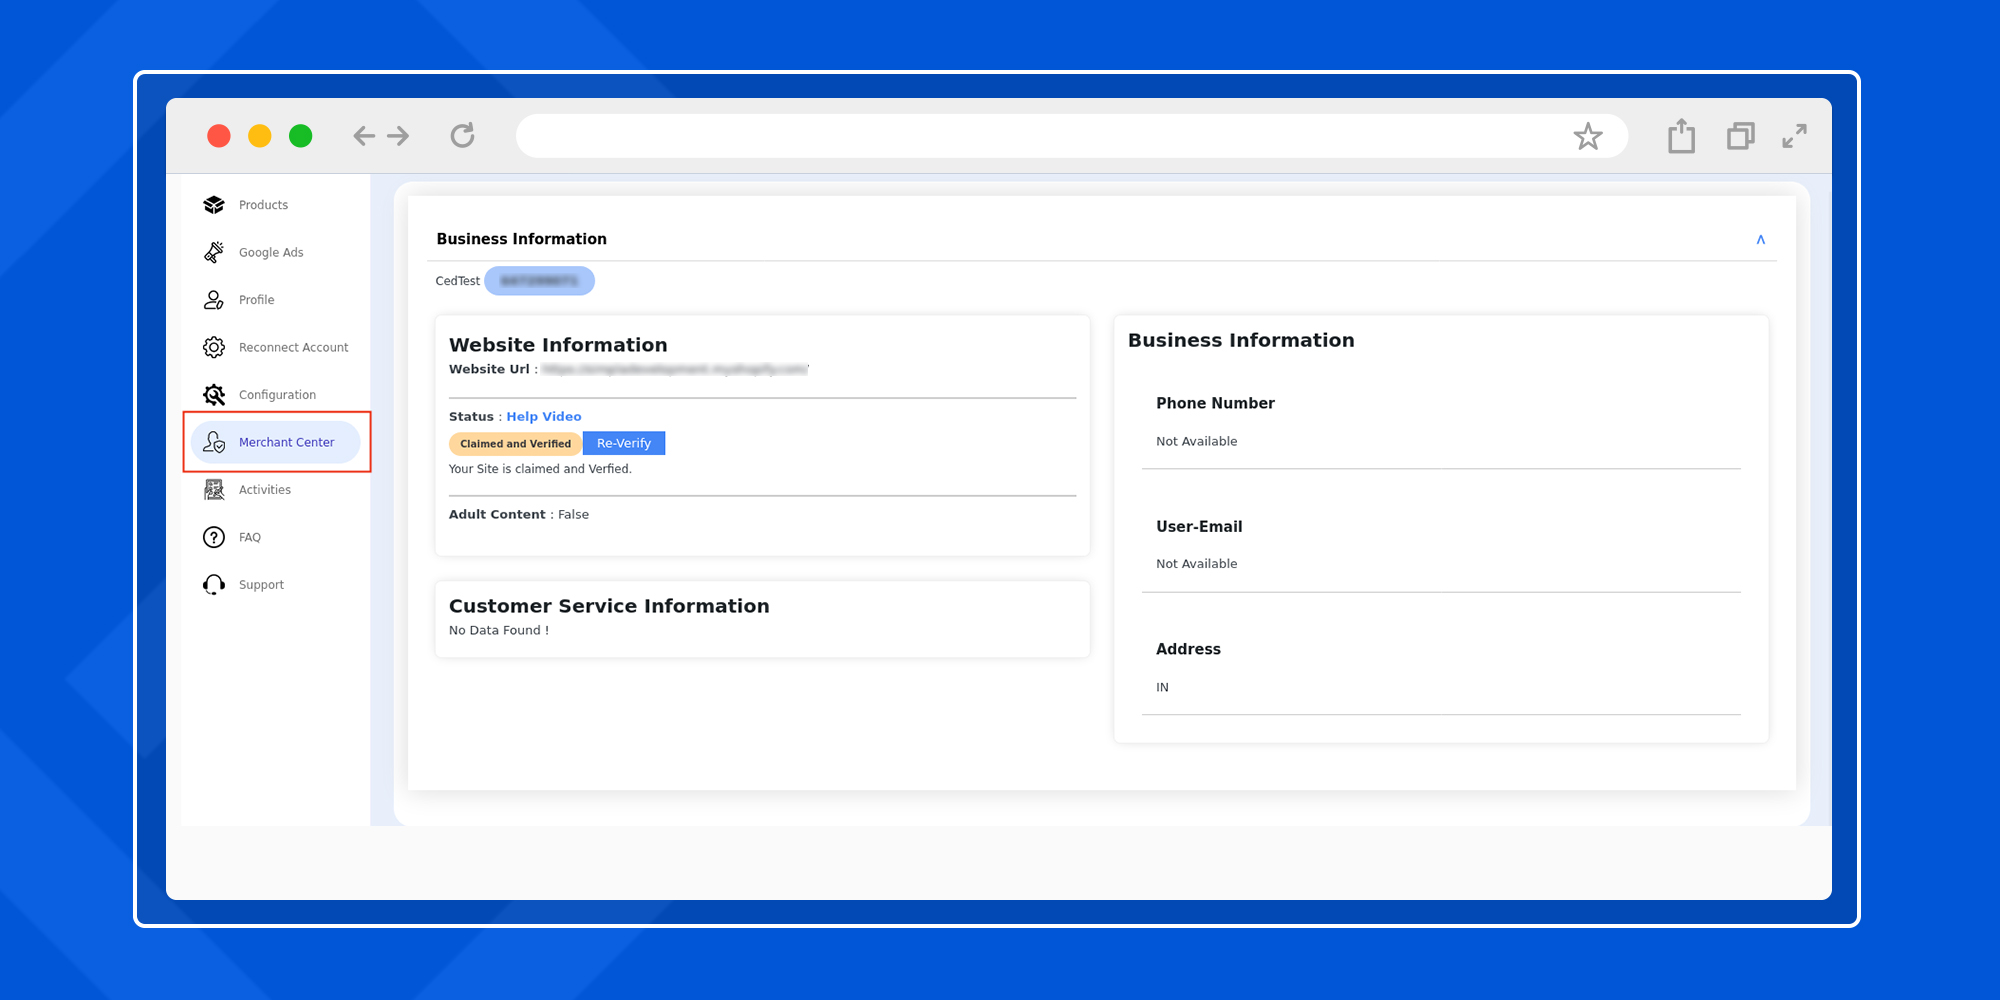 Products
Google Ads
Profile
Reconnect Account
Configuration
Merchant Center
Activities
FAQ
Support
Business Information
CedTest
Website Information
Website Url :
Status : Help Video
Claimed and Verified Re-Verify
Your Site is claimed and Verfied.
Adult Content : False
Customer Service Information
No Data Found !
Business Information
Phone Number
Not Available
User-Email
Not Available
Address
IN